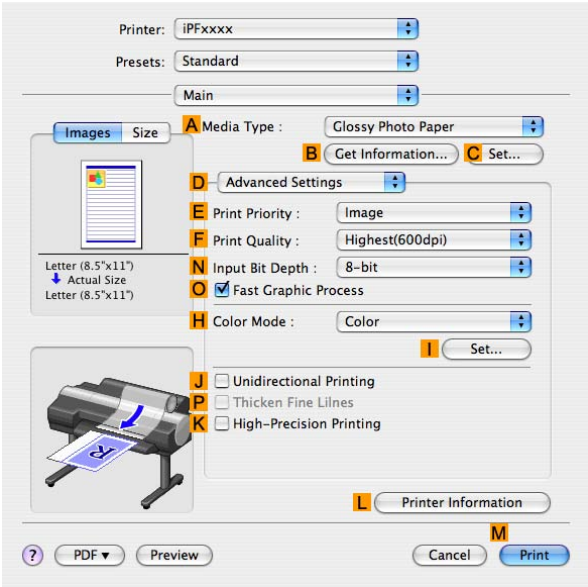 Printer: iPFxxxx
Presets: Standard
Main
Images Size
A Media Type : Glossy Photo Paper
B Get Information... C Set...
D Advanced Settings
E Print Priority : Image
F Print Quality : Highest(600dpi)
N Input Bit Depth : 8-bit
O Fast Graphic Process
Letter (8.5"x11")
Actual Size
Letter (8.5"x11")
H Color Mode : Color
I Set...
J Unidirectional Printing
P Thicken Fine Lilnes
K High-Precision Printing
R
L Printer Information
M
? PDF▼ Preview Cancel Print